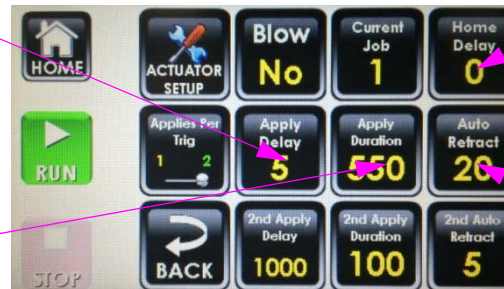 HOME
ACTUATOR
SETUP
Blow
No
Current
Job
1
Home
Delay
0
RUN
Applies Per
Trig
1 2
Apply
Delay
5
Apply
Duration
550
Auto
Retract
20
STOP
BACK
2nd Apply
Delay
1000
2nd Apply
Duration
100
2nd Auto
Retract
5